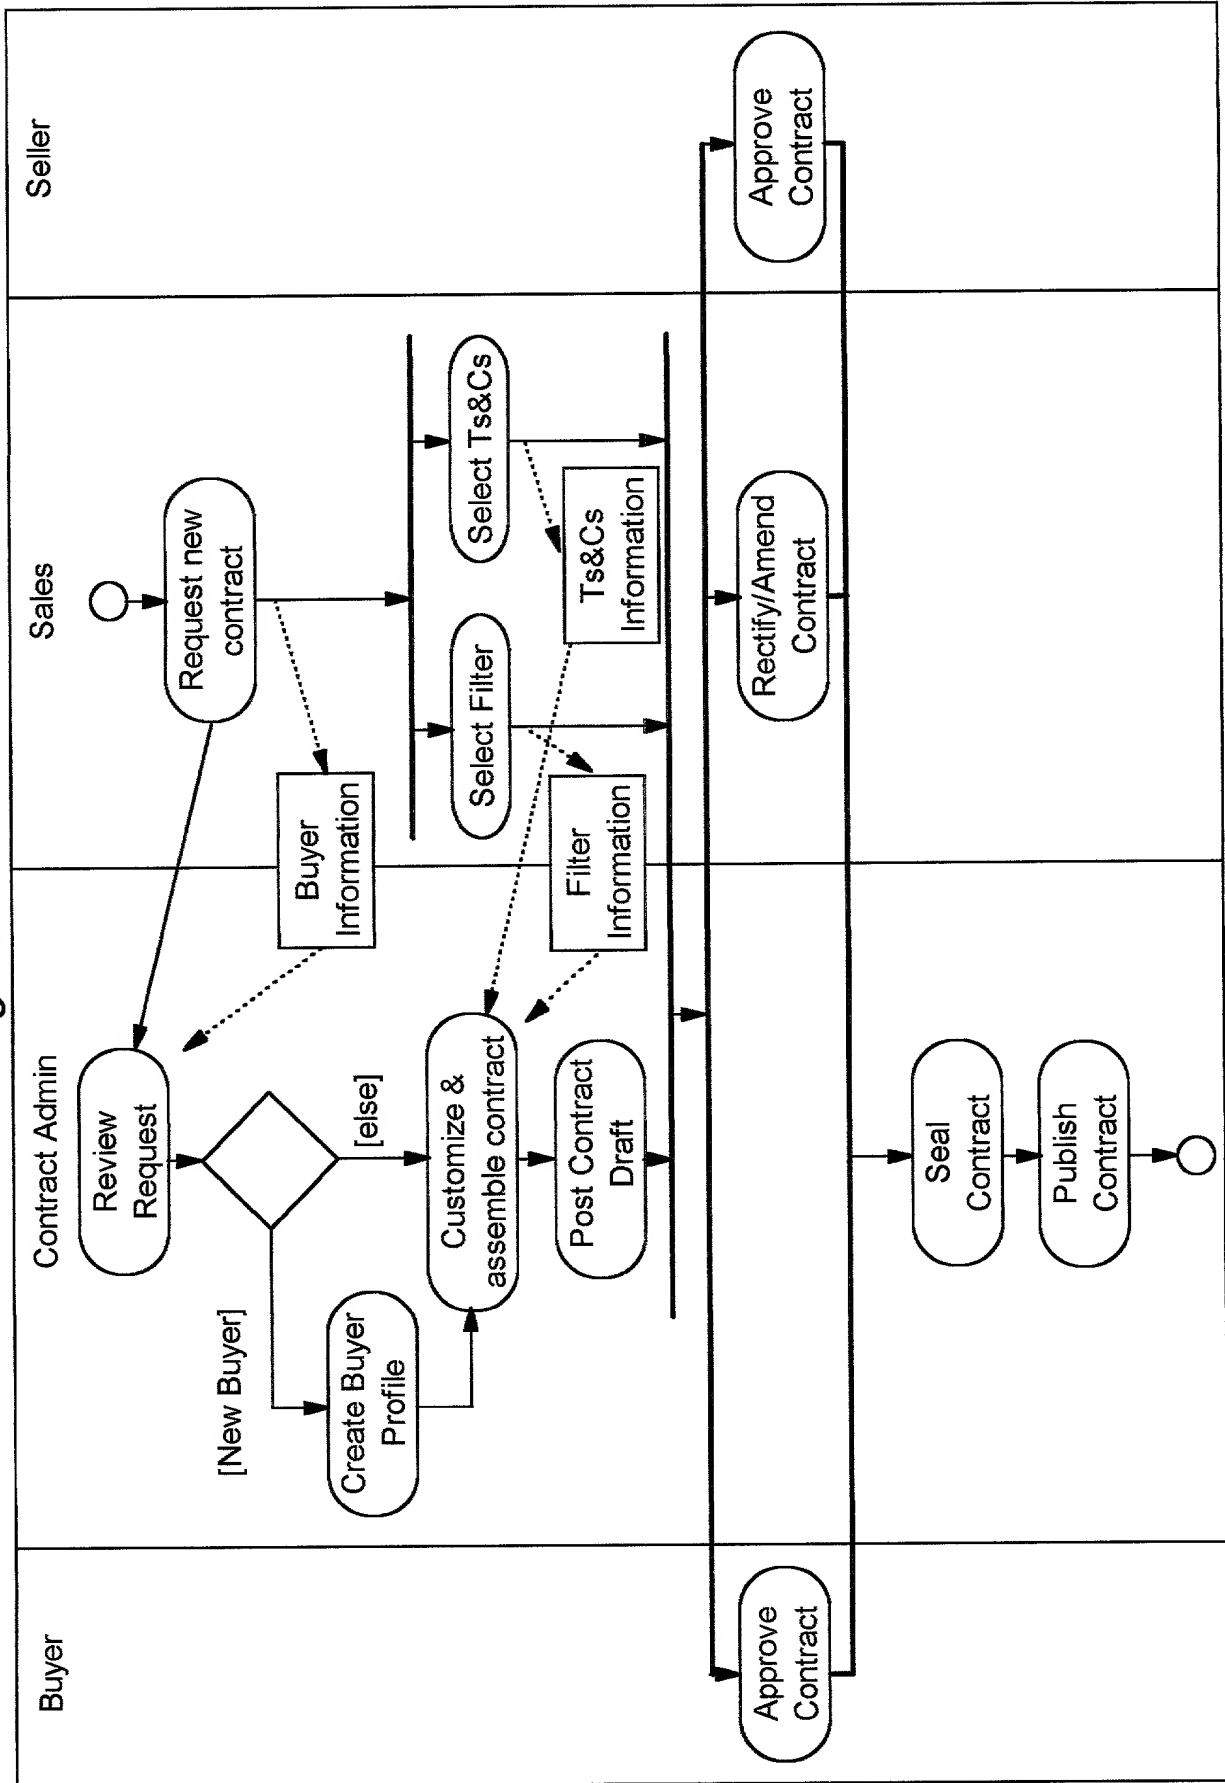 Buyer
Contract Admin
Sales
Seller
Review
Request
Request new
contract
[New Buyer]
[else]
Buyer
Information
Create Buyer
Profile
Customize &
assemble contract
Select Filter
Select Ts&Cs
Post Contract
Draft
Filter
Information
Ts&Cs
Information
Approve
Contract
Rectify/Amend
Contract
Approve
Contract
Seal
Contract
Publish
Contract